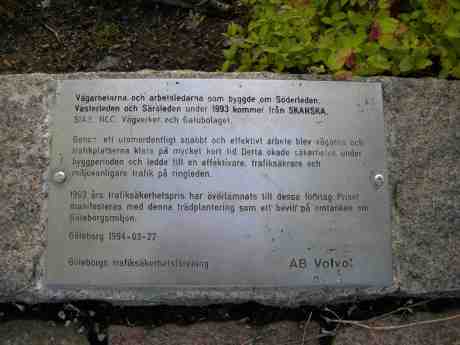 Vägarbetarna och arbetsledarna som byggde om Söderleden,
Västerleden och Säröleden under 1993 kommer från SKANSKA,
SIAB, NCC, Vägverket och Gatubolaget.
Genom ett utomordentligt snabbt och effektivt arbete blev vägarna och
trafikplatserna klara på mycket kort tid Detta ökade säkerheten under
byggperioden och ledde till en effektivare, trafiksäkrare och
miljövänligare trafik på ringleden.
1993 års trafiksäkerhetspris har överlämnats till dessa företag Priset
manifesteras med denna trädplantering som ett bevis på omtanken om
Göteborgsmiljön.
Göteborg 1994-03-22
Göteborgs trafiksäkerhetsförening AB Volvo